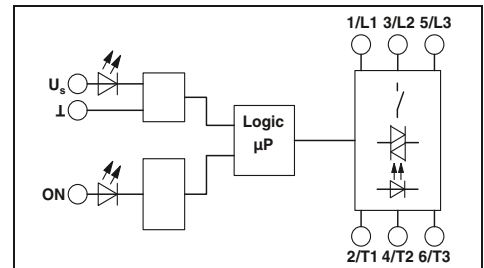 1/L1 3/L2 5/L3
Us
⊥
Logic
µP
ON
2/T1 4/T2 6/T3